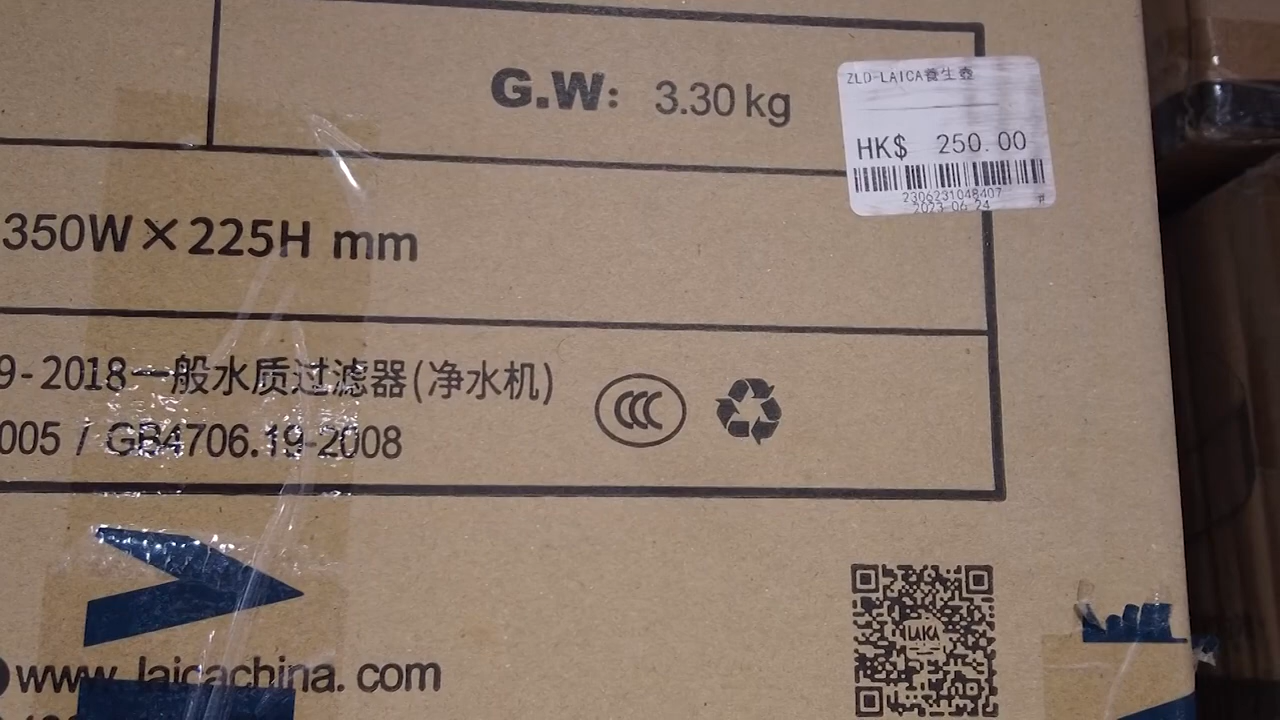 G.W: 3.30 kg
ZLD-LAICA養生壺
HK$ 250.00
2306231048407
2023 06 24
350W×225H mm
9-2018一般水质过滤器(净水机)
005 / GB4706.19-2008
CCC
LAICA
www.laicachina.com